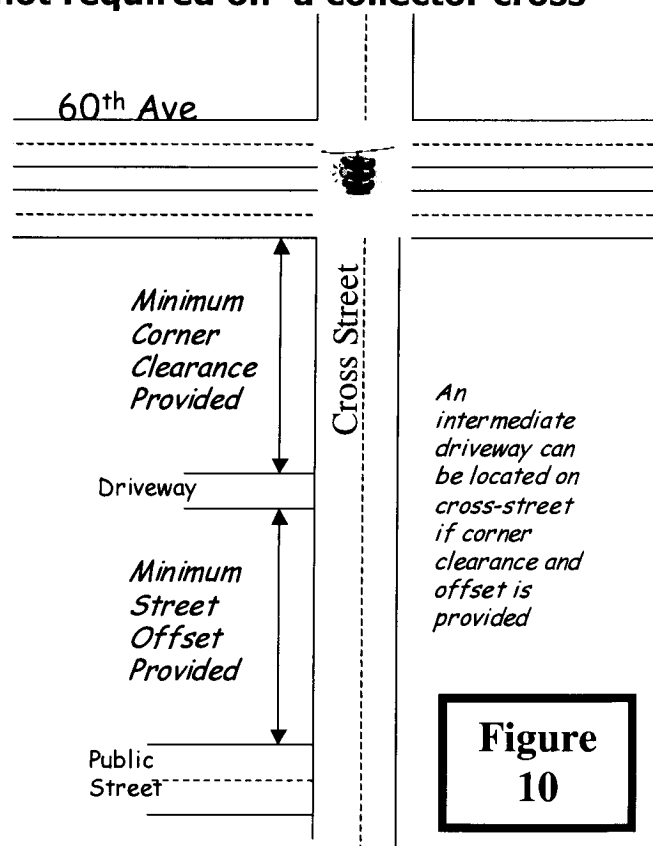 not required on a collector cross
60th Ave
Minimum
Corner
Clearance
Provided
Cross Street
An
intermediate
driveway can
be located on
cross-street
if corner
clearance and
offset is
provided
Driveway
Minimum
Street
Offset
Provided
Public
Street
Figure
10